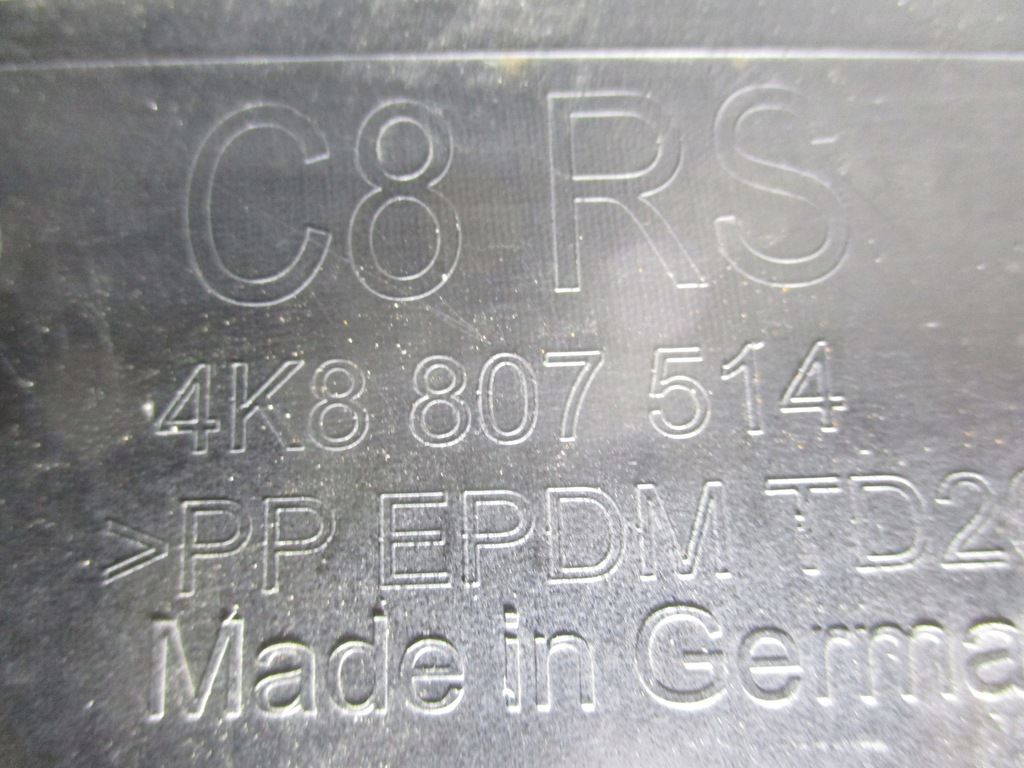 C8 RS
4K8 807 514
>PP EPDM TD2
Made in Germa